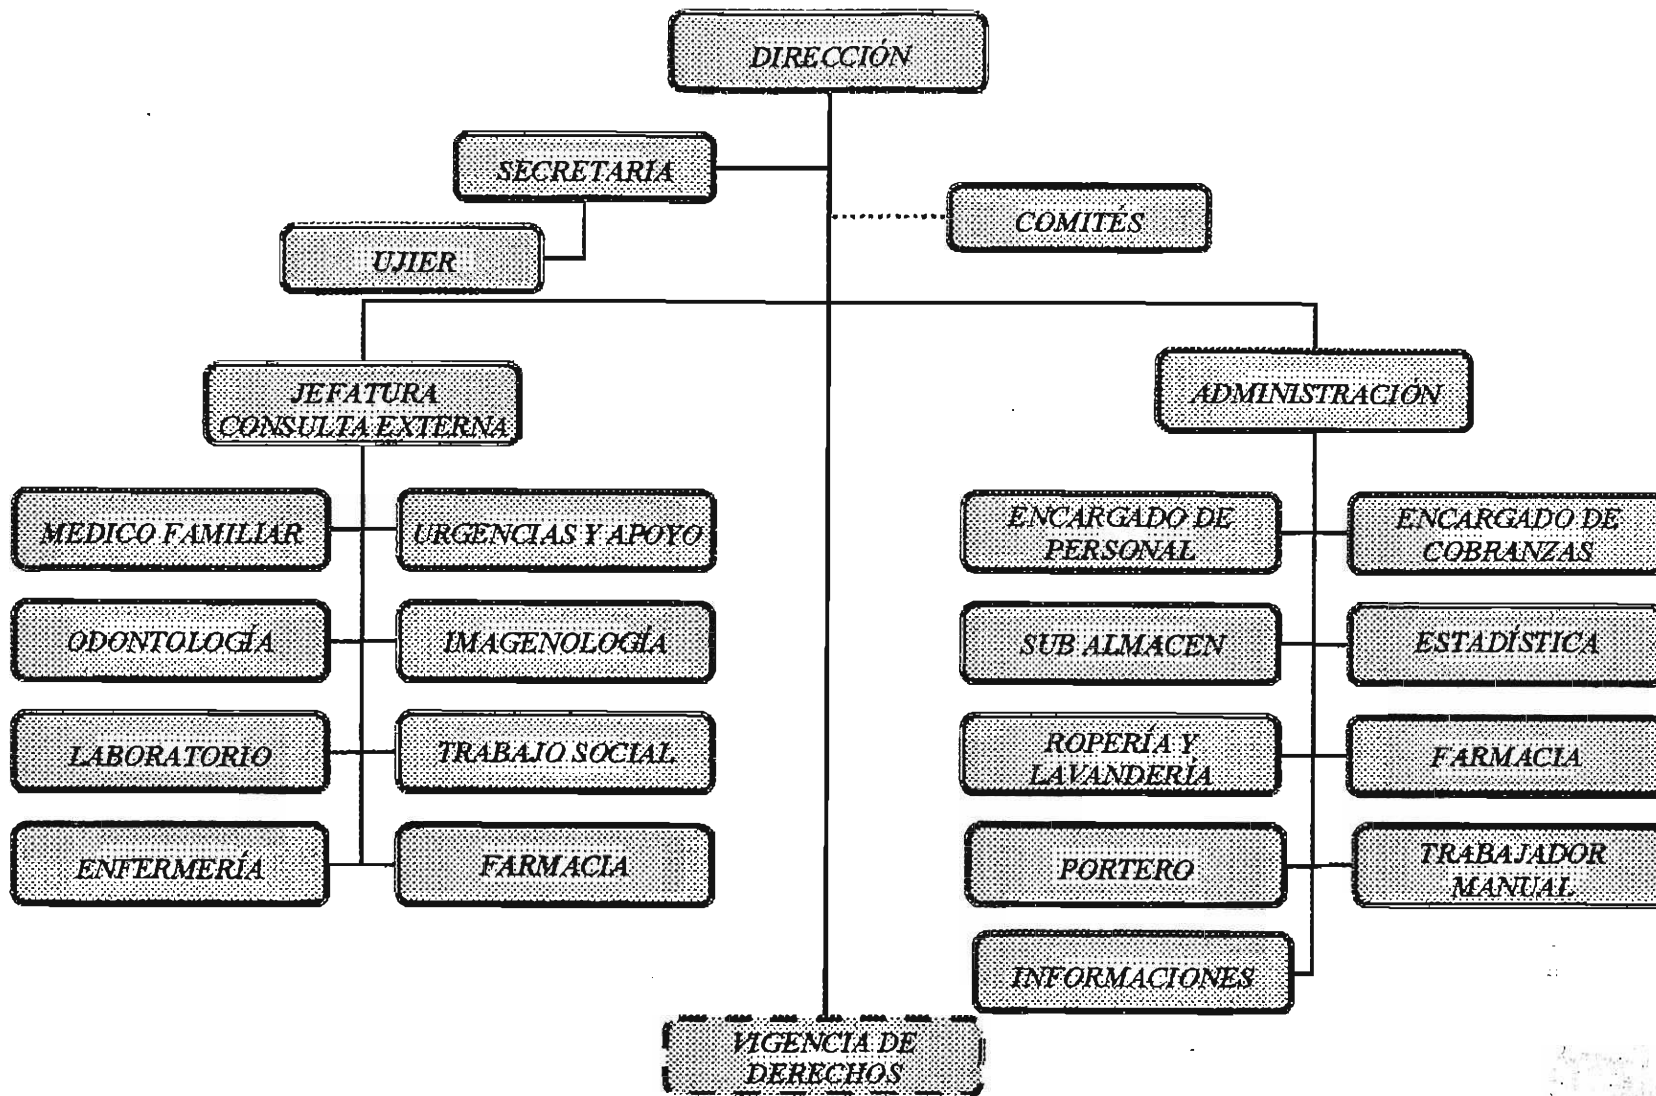 DIRECCIÓN
SECRETARIA
COMITÉS
UJIER
JEFATURA
CONSULTA EXTERNA
ADMINISTRACIÓN
MEDICO FAMILIAR
URGENCIAS Y APOYO
ENCARGADO DE
PERSONAL
ENCARGADO DE
COBRANZAS
ODONTOLOGÍA
IMAGENOLOGÍA
SUB ALMACEN
ESTADÍSTICA
LABORATORIO
TRABAJO SOCIAL
ROPERÍA Y
LAVANDERÍA
FARMACIA
ENFERMERÍA
FARMACIA
PORTERO
TRABAJADOR
MANUAL
INFORMACIONES
VIGENCIA DE
DERECHOS